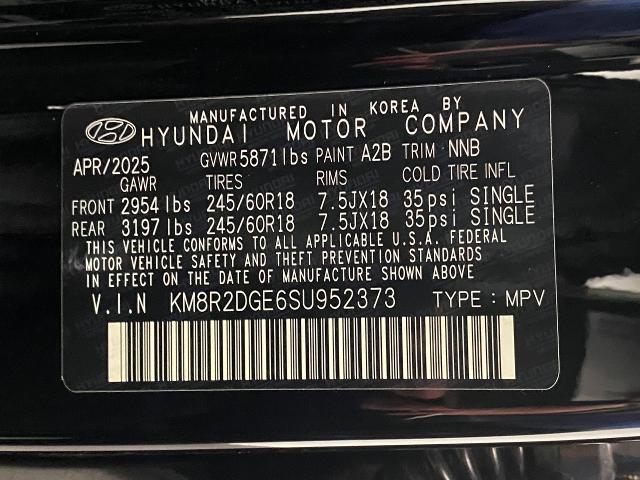 MANUFACTURED IN KOREA BY
HYUNDAI MOTOR COMPANY
APR/2025 GVWR 5871 lbs PAINT A2B TRIM NNB
GAWR TIRES RIMS COLD TIRE INFL
FRONT 2954 lbs 245/60R18 7.5JX18 35psi SINGLE
REAR 3197 lbs 245/60R18 7.5JX18 35psi SINGLE
THIS VEHICLE CONFORMS TO ALL APPLICABLE U.S.A. FEDERAL
MOTOR VEHICLE SAFETY AND THEFT PREVENTION STANDARDS
IN EFFECT ON THE DATE OF MANUFACTURE SHOWN ABOVE
V.I.N KM8R2DGE6SU952373 TYPE : MPV